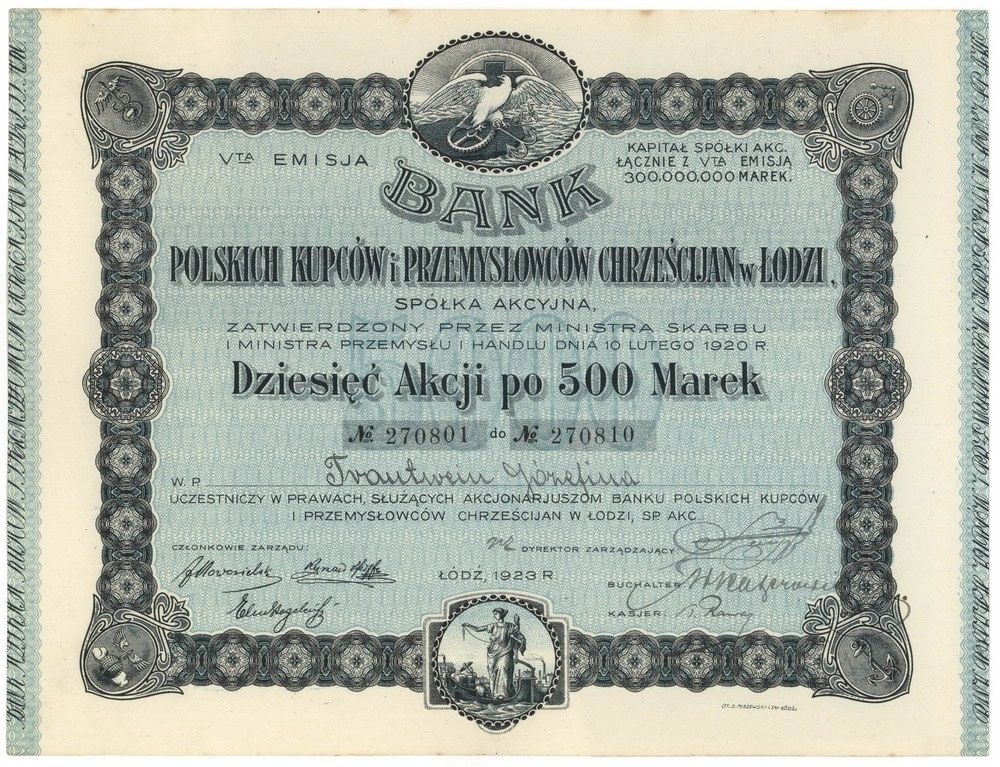 VTA EMISJA
KAPITAŁ SPÓŁKI AKC.
ŁĄCZNIE Z VTA EMISJĄ
300.000.000 MAREK.
BANK
POLSKICH KUPCÓW i PRZEMYSŁOWCÓW CHRZEŚCIJAN w ŁODZI,
SPÓŁKA AKCYJNA,
ZATWIERDZONY PRZEZ MINISTRA SKARBU
I MINISTRA PRZEMYSŁU I HANDLU DNIA 10 LUTEGO 1920 R.
Dziesięć Akcji po 500 Marek
№ 270801 do № 270810
W. P. Trautwein Józefina
UCZESTNICZY W PRAWACH, SŁUŻĄCYCH AKCJONARJUSZOM BANKU POLSKICH KUPCÓW
I PRZEMYSŁOWCÓW CHRZEŚCIJAN W ŁODZI, SP. AKC.
CZŁONKOWIE ZARZĄDU:
DYREKTOR ZARZĄDZAJĄCY:
ŁÓDŹ, 1923 R.
BUCHALTER:
KASJER: